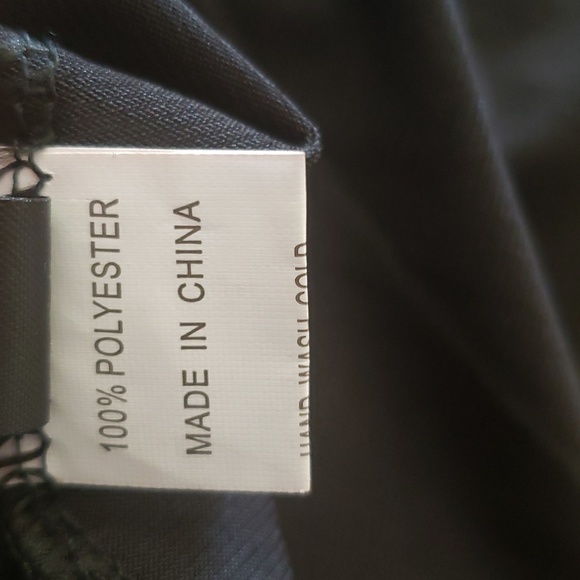 100% POLYESTER
MADE IN CHINA
HAND WASH COLD